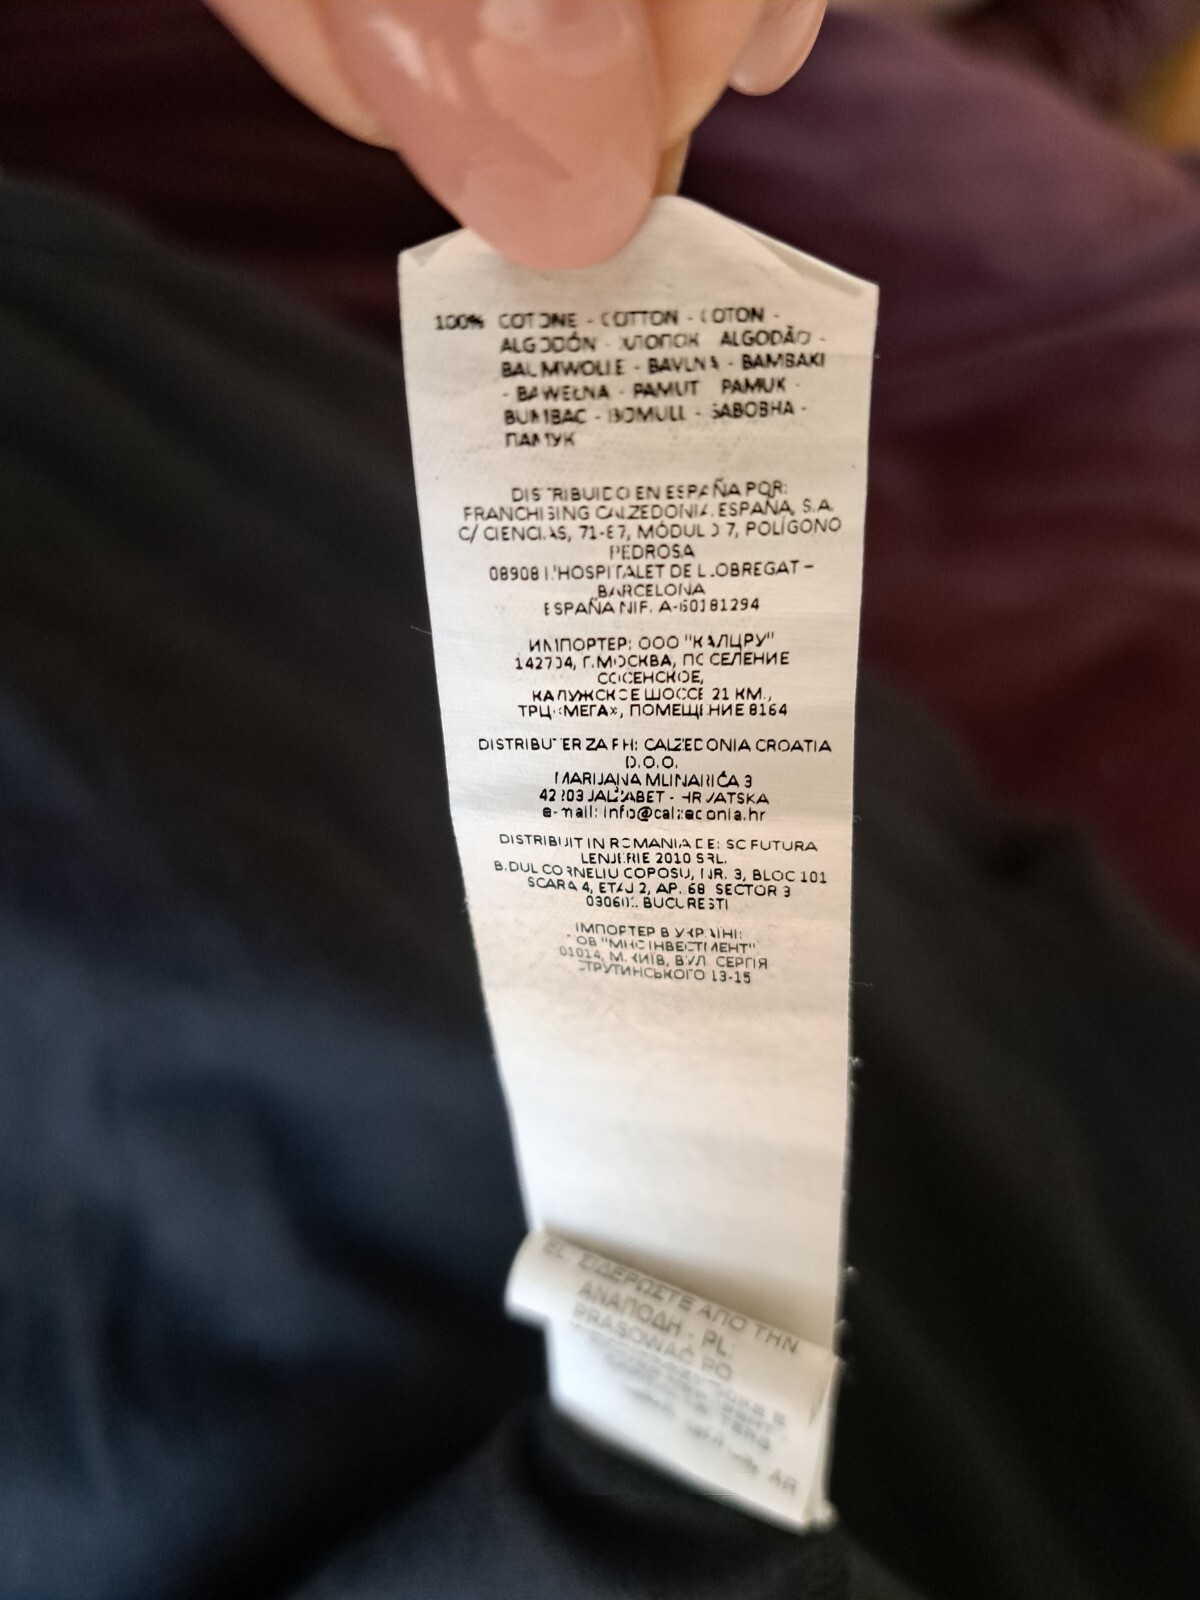 100% COTONE - COTTON - COTON -
ALGODÓN - ХЛОПОК ALGODÃO -
BAUMWOLLE - BAVLNA - BAMBAKI
- BAWEŁNA - PAMUT PAMUK -
BUMBAC - BOMULL - БАВОВНА -
ПАМУК
DISTRIBUIDO EN ESPAÑA POR:
FRANCHISING CALZEDONIA ESPAÑA, S.A.
C/ CIENCIAS, 71-87, MÓDULO 7, POLÍGONO
PEDROSA
08908 L'HOSPITALET DE LLOBREGAT –
BARCELONA
ESPAÑA NIF. A-60181294
ИМПОРТЕР: ООО "КАЛЦРУ"
142704, Г.МОСКВА, ПОСЕЛЕНИЕ
СОСЕНСКОЕ,
КАЛУЖСКОЕ ШОССЕ 21 КМ.,
ТРЦ «МЕГА», ПОМЕЩЕНИЕ 8164
DISTRIBUTER ZA RH: CALZEDONIA CROATIA
D.O.O.
MARIJANA MLINARIĆA 3
42203 JALŽABET - HRVATSKA
e-mail: info@calzedonia.hr
DISTRIBUIT IN ROMANIA DE: SC FUTURA
LENJERIE 2010 SRL.
B.DUL CORNELIU COPOSU, NR. 3, BLOC 101
SCARA 4, ETAJ 2, AP. 68 SECTOR 3
BUCURESTI
ІМПОРТЕР В УКРАЇНІ:
ОВ "МНС ІНВЕСТМЕНТ"
01014, М. КИЇВ, ВУЛ. СЕРГІЯ
СТРУТИНСЬКОГО 13-15
EL: ΣΙΔΕΡΩΣΤΕ ΑΠΟ ΤΗΝ
ΑΝΑΠΟΔΗ - PL:
PRASOWAĆ PO
AR